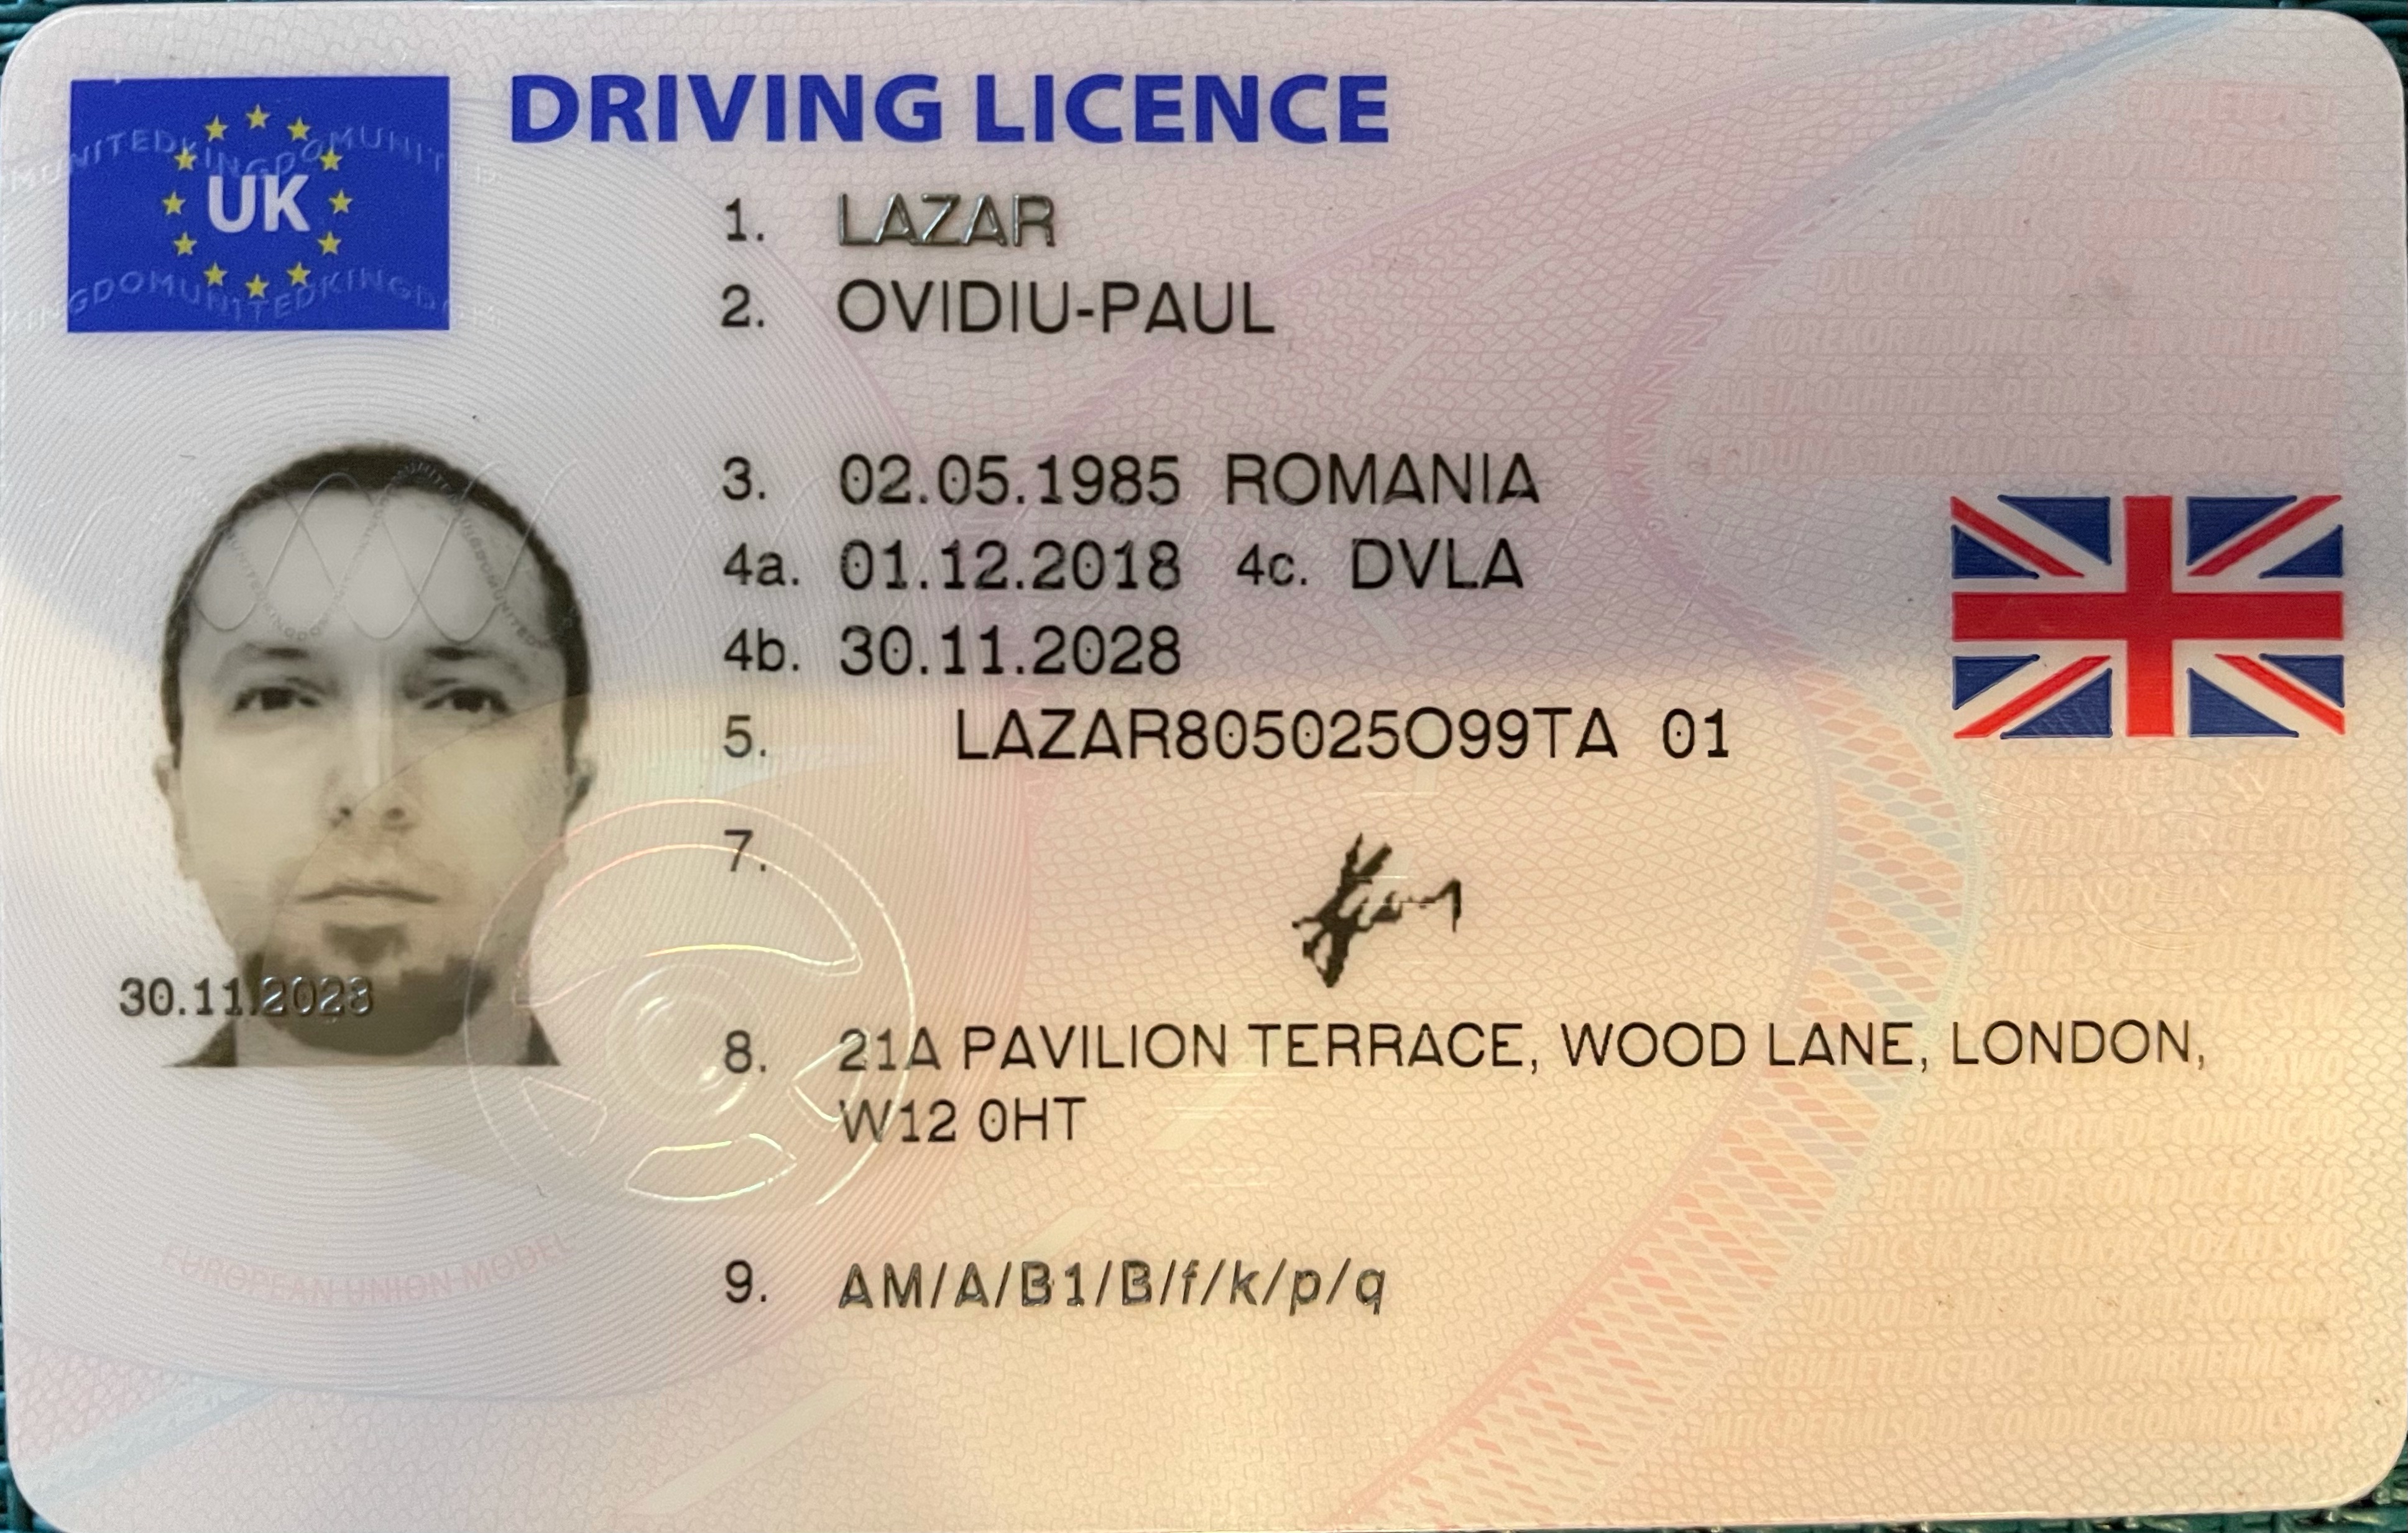 DRIVING LICENCE
UK
1. LAZAR
2. OVIDIU-PAUL
3. 02.05.1985 ROMANIA
4a. 01.12.2018 4c. DVLA
4b. 30.11.2028
5. LAZAR805025O99TA 01
7.
30.11.2028
8. 21A PAVILION TERRACE, WOOD LANE, LONDON,
W12 0HT
EUROPEAN UNION MODEL
9. AM/A/B1/B/f/k/p/q